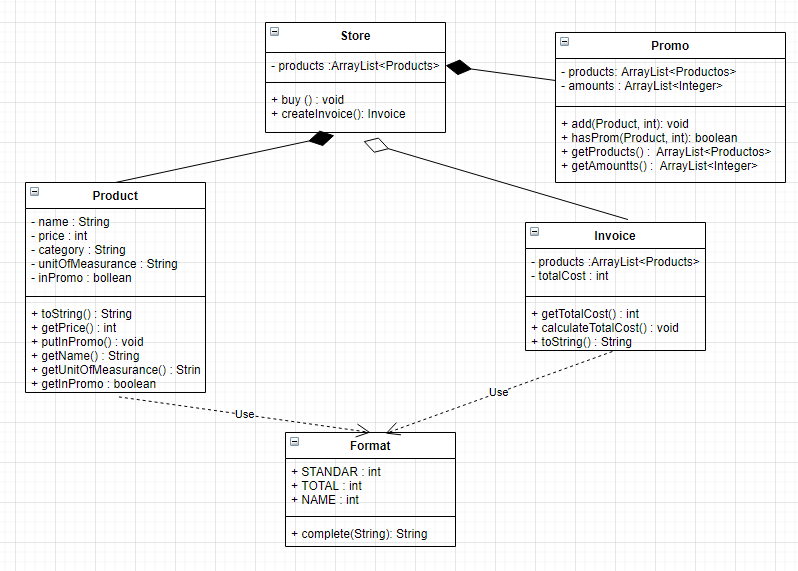 Store
- products :ArrayList<Products>
+ buy () : void
+ createInvoice(): Invoice
Promo
- products: ArrayList<Productos>
- amounts : ArrayList<Integer>
+ add(Product, int): void
+ hasProm(Product, int): boolean
+ getProducts() :  ArrayList<Productos>
+ getAmountts() :  ArrayList<Integer>
Product
- name : String
- price : int
- category : String
- unitOfMeasurance : String
- inPromo : bollean
+ toString() : String
+ getPrice() : int
+ putInPromo() : void
+ getName() : String
+ getUnitOfMeasurance() : Strin
+ getInPromo : boolean
Invoice
- products :ArrayList<Products>
- totalCost : int
+ getTotalCost() : int
+ calculateTotalCost() : void
+ toString() : String
Use
Use
Format
+ STANDAR : int
+ TOTAL : int
+ NAME : int
+ complete(String): String